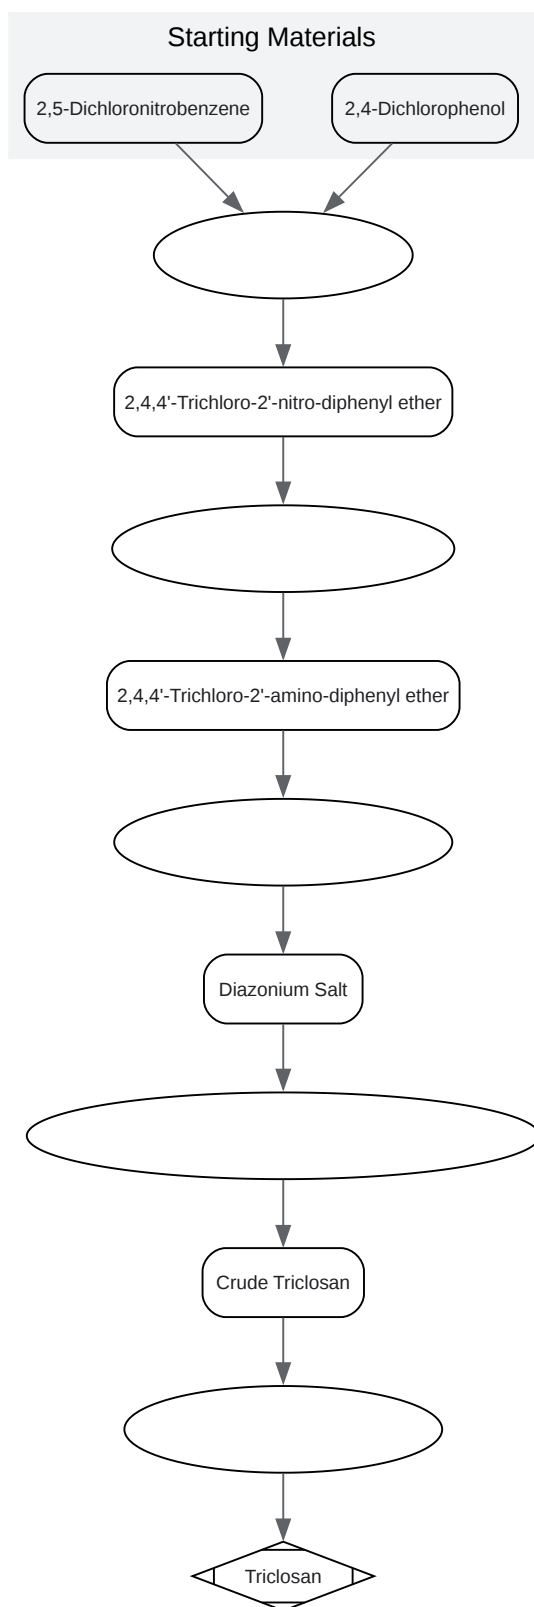 Starting Materials
2,5-Dichloronitrobenzene
2,4-Dichlorophenol
2,4,4'-Trichloro-2'-nitro-diphenyl ether
2,4,4'-Trichloro-2'-amino-diphenyl ether
Diazonium Salt
Crude Triclosan
Triclosan